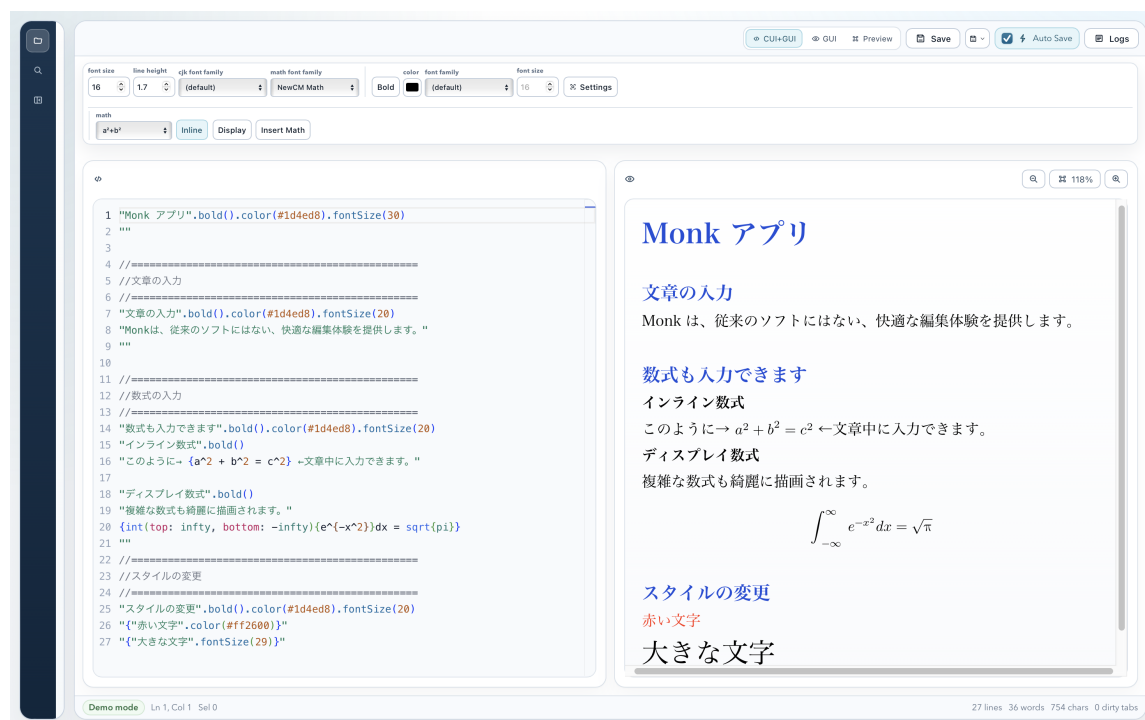 CUI+GUI GUI Preview Save Auto Save Logs
font size line height cjk font family math font family color font family font size
16 1.7 (default) NewCM Math Bold (default) 16 Settings
math
a²+b² Inline Display Insert Math
118%
1 "Monk アプリ".bold().color(#1d4ed8).fontSize(30)
2 ""
3
4 //==============================================
5 //文章の入力
6 //==============================================
7 "文章の入力".bold().color(#1d4ed8).fontSize(20)
8 "Monkは、従来のソフトにはない、快適な編集体験を提供します。"
9 ""
10
11 //==============================================
12 //数式の入力
13 //==============================================
14 "数式も入力できます".bold().color(#1d4ed8).fontSize(20)
15 "インライン数式".bold()
16 "このように→ {a^2 + b^2 = c^2} ←文章中に入力できます。"
17
18 "ディスプレイ数式".bold()
19 "複雑な数式も綺麗に描画されます。"
20 {int(top: infty, bottom: -infty){e^{-x^2}}dx = sqrt{pi}}
21 ""
22 //==============================================
23 //スタイルの変更
24 //==============================================
25 "スタイルの変更".bold().color(#1d4ed8).fontSize(20)
26 "{"赤い文字".color(#ff2600)}"
27 "{"大きな文字".fontSize(29)}"
Monk アプリ
文章の入力
Monk は、従来のソフトにはない、快適な編集体験を提供します。
数式も入力できます
インライン数式
このように→ a² + b² = c² ←文章中に入力できます。
ディスプレイ数式
複雑な数式も綺麗に描画されます。
∫_{-∞}^{∞} e^{-x²} dx = √π
スタイルの変更
赤い文字
大きな文字
Demo mode Ln 1, Col 1 Sel 0 27 lines 36 words 754 chars 0 dirty tabs